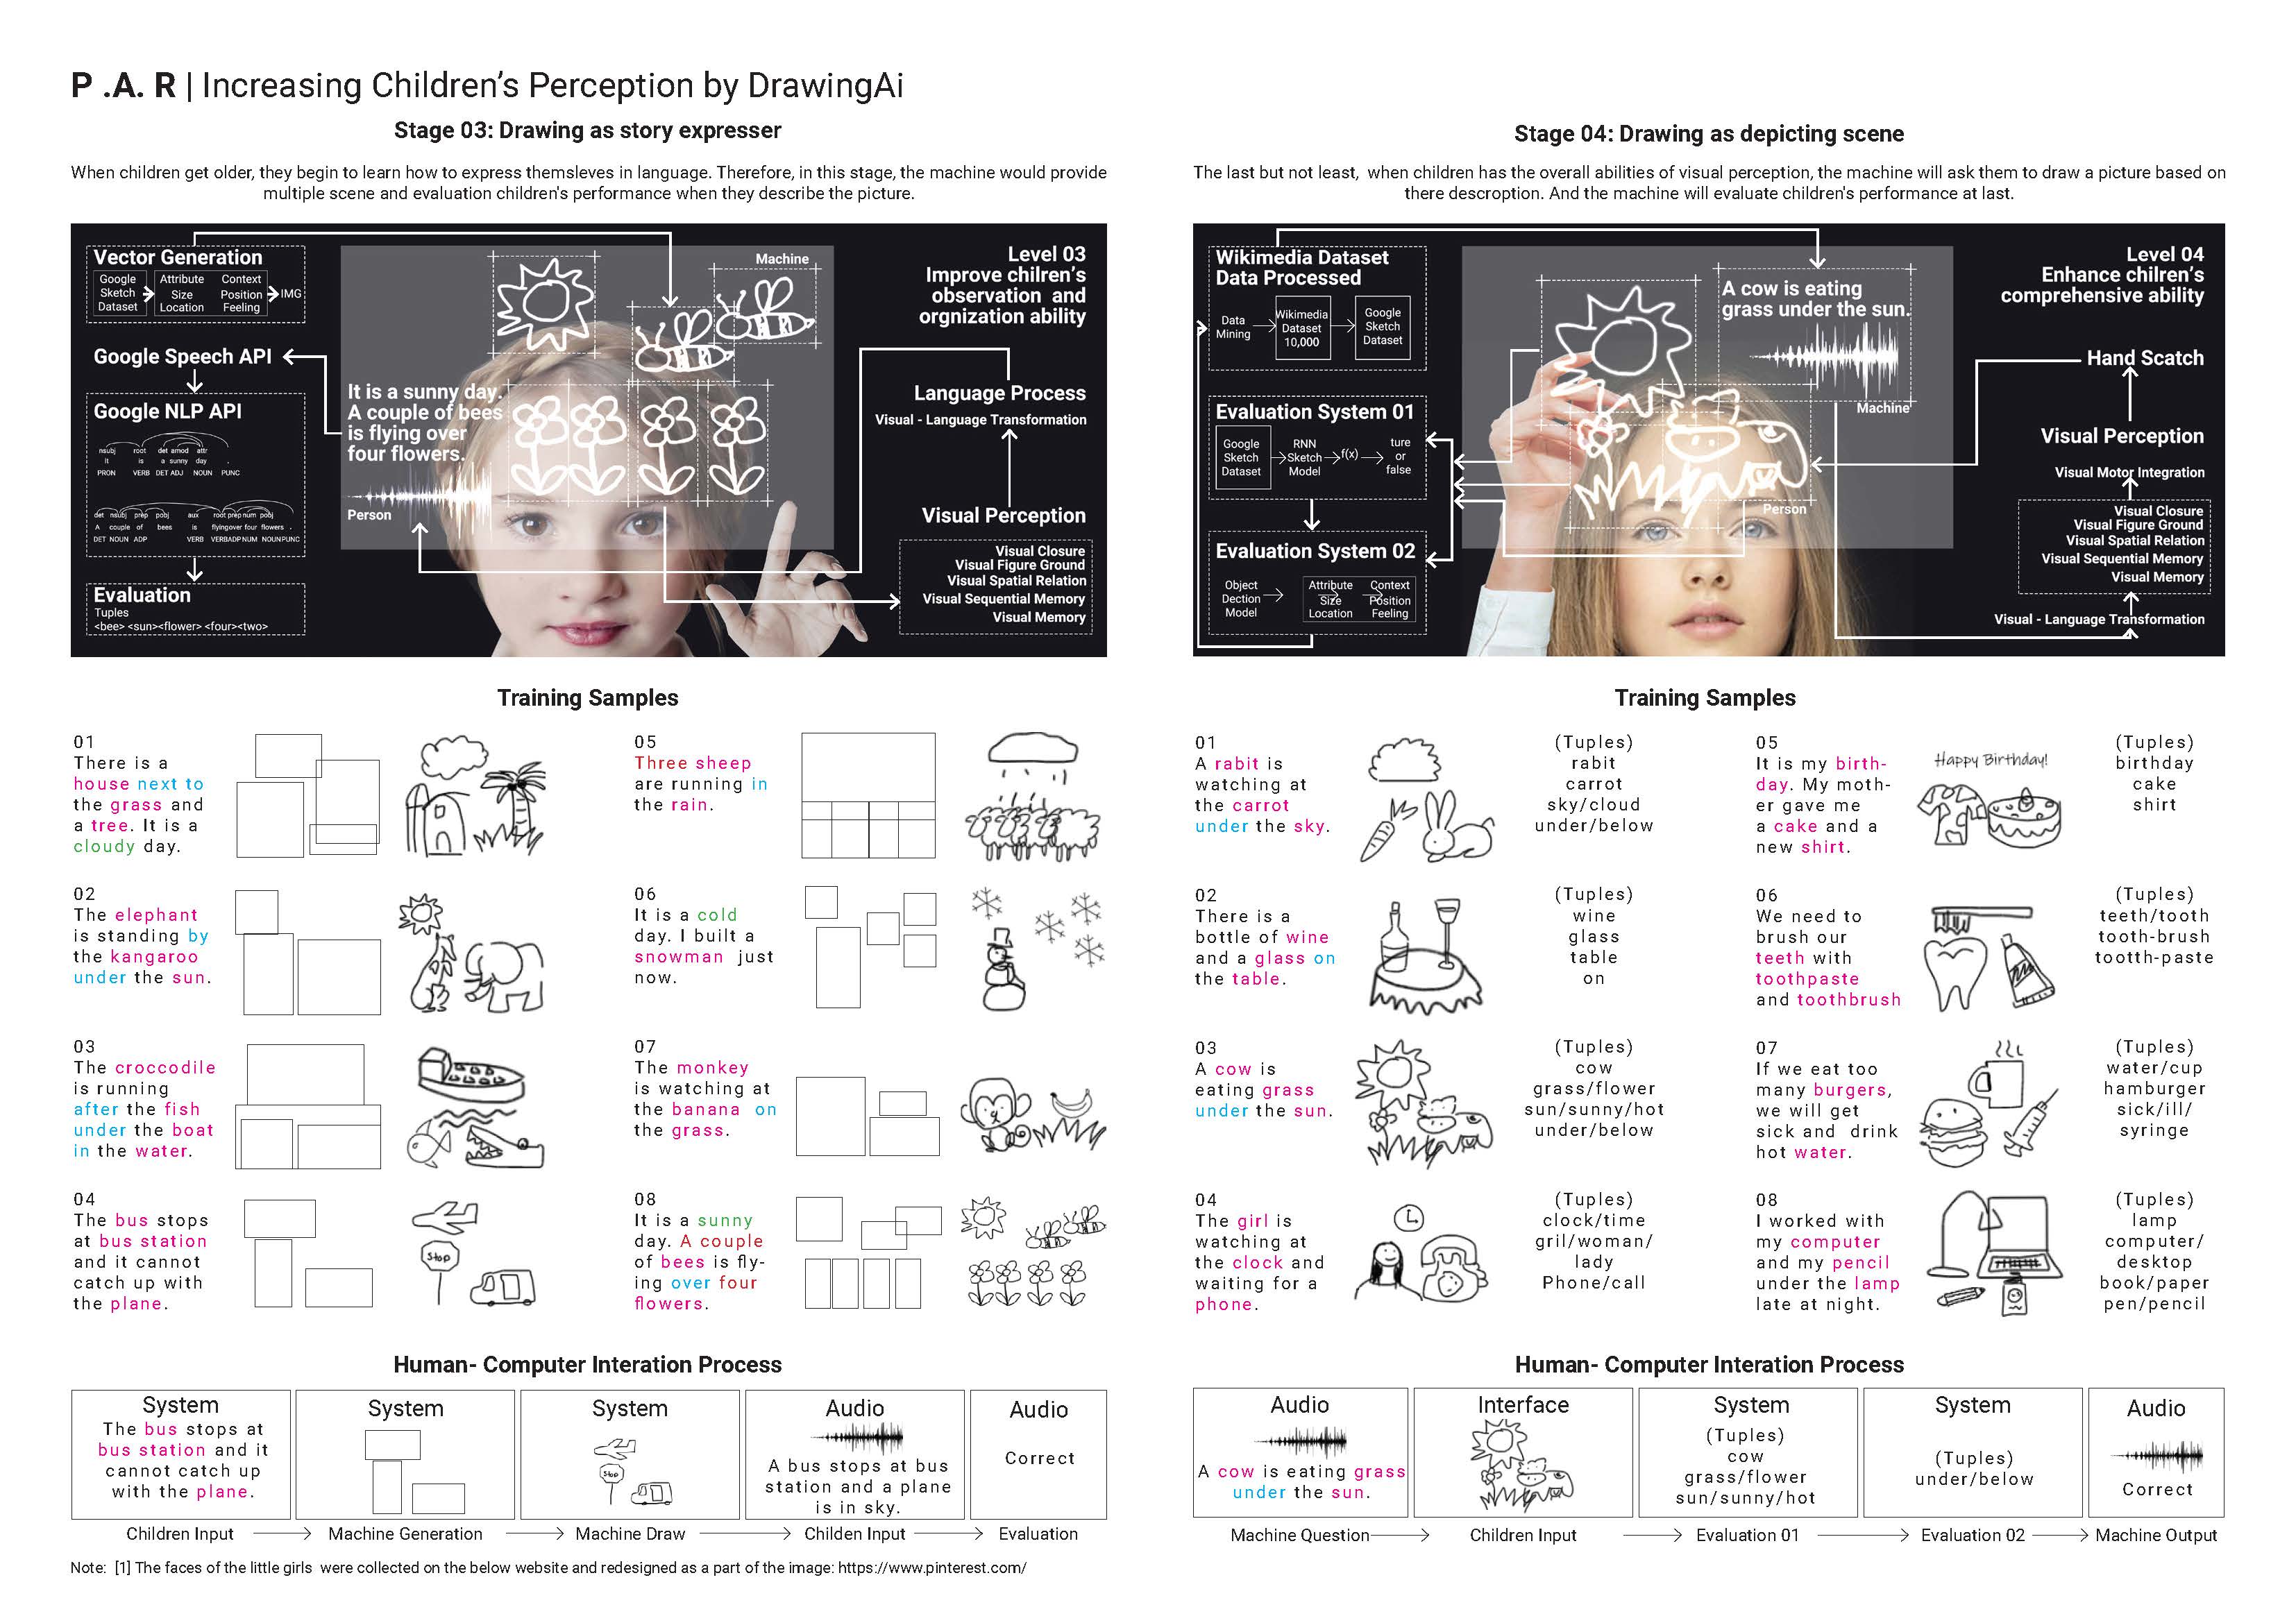 P .A. R | Increasing Children's Perception by DrawingAi
Stage 03: Drawing as story expresser
When children get older, they begin to learn how to express themsleves in language. Therefore, in this stage, the machine would provide
multiple scene and evaluation children's performance when they describe the picture.
Vector Generation
Google
Sketch
Dataset
Attribute
Size
Location
Context
Position
Feeling
IMG
Google Speech API
Google NLP API
nsubj root det amod attr
It is a sunny day .
PRON VERB DET ADJ NOUN PUNC
det nsubj prep pobj aux root prep num pobj
A couple of bees is flyingover four flowers .
DET NOUN ADP VERB VERBADPNUM NOUNPUNC
Evaluation
Tuples
<bee> <sun><flower> <four><two>
Machine
It is a sunny day.
A couple of bees
is flying over
four flowers.
Person
Level 03
Improve chilren's
observation and
orgnization ability
Language Process
Visual - Language Transformation
Visual Perception
Visual Closure
Visual Figure Ground
Visual Spatial Relation
Visual Sequential Memory
Visual Memory
Training Samples
01
There is a
house next to
the grass and
a tree. It is a
cloudy day.
02
The elephant
is standing by
the kangaroo
under the sun.
03
The croccodile
is running
after the fish
under the boat
in the water.
04
The bus stops
at bus station
and it cannot
catch up with
the plane.
Stop
05
Three sheep
are running in
the rain.
06
It is a cold
day. I built a
snowman just
now.
07
The monkey
is watching at
the banana on
the grass.
08
It is a sunny
day. A couple
of bees is fly-
ing over four
flowers.
Human- Computer Interation Process
System
The bus stops at
bus station and it
cannot catch up
with the plane.
System
System
Stop
Audio
A bus stops at bus
station and a plane
is in sky.
Audio
Correct
Children Input
Machine Generation
Machine Draw
Childen Input
Evaluation
Note: [1] The faces of the little girls were collected on the below website and redesigned as a part of the image: https://www.pinterest.com/
Stage 04: Drawing as depicting scene
The last but not least, when children has the overall abilities of visual perception, the machine will ask them to draw a picture based on
there descroption. And the machine will evaluate children's performance at last.
Wikimedia Dataset
Data Processed
Data
Mining
Wikimedia
Dataset
10,000
Google
Sketch
Dataset
Evaluation System 01
Google
Sketch
Dataset
RNN
Sketch
Model
f(x)
ture
or
false
Evaluation System 02
Object
Dection
Model
Attribute
Size
Location
Context
Position
Feeling
A cow is eating
grass under the sun.
Machine
Person
Level 04
Enhance chilren's
comprehensive ability
Hand Scatch
Visual Perception
Visual Motor Integration
Visual Closure
Visual Figure Ground
Visual Spatial Relation
Visual Sequential Memory
Visual Memory
Visual - Language Transformation
Training Samples
01
A rabit is
watching at
the carrot
under the sky.
(Tuples)
rabit
carrot
sky/cloud
under/below
02
There is a
bottle of wine
and a glass on
the table.
(Tuples)
wine
glass
table
on
03
A cow is
eating grass
under the sun.
(Tuples)
cow
grass/flower
sun/sunny/hot
under/below
04
The girl is
watching at
the clock and
waiting for a
phone.
(Tuples)
clock/time
gril/woman/
lady
Phone/call
05
It is my birth-
day. My moth-
er gave me
a cake and a
new shirt.
Happy Birthday!
(Tuples)
birthday
cake
shirt
06
We need to
brush our
teeth with
toothpaste
and toothbrush
(Tuples)
teeth/tooth
tooth-brush
tootth-paste
07
If we eat too
many burgers,
we will get
sick and drink
hot water.
(Tuples)
water/cup
hamburger
sick/ill/
syringe
08
I worked with
my computer
and my pencil
under the lamp
late at night.
(Tuples)
lamp
computer/
desktop
book/paper
pen/pencil
Human- Computer Interation Process
Audio
A cow is eating grass
under the sun.
Interface
System
(Tuples)
cow
grass/flower
sun/sunny/hot
System
(Tuples)
under/below
Audio
Correct
Machine Question
Children Input
Evaluation 01
Evaluation 02
Machine Output